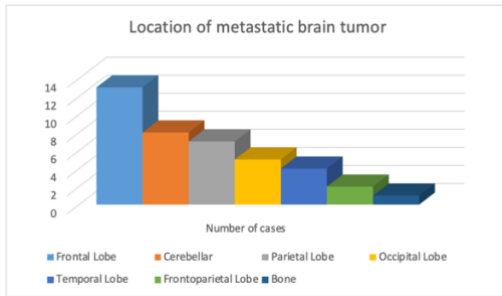 Location of metastatic brain tumor
14
12
10
8
6
4
2
0
Number of cases
Frontal Lobe Cerebellar Parietal Lobe Occipital Lobe
Temporal Lobe Frontoparietal Lobe Bone